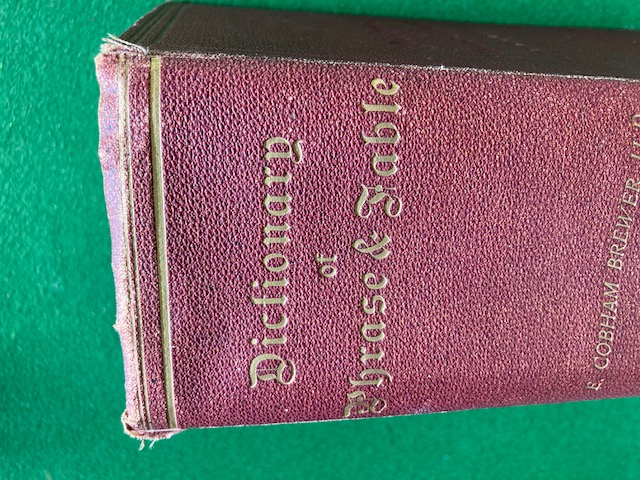 Dictionary
of
Phrase & Fable
E. COBHAM BREWER